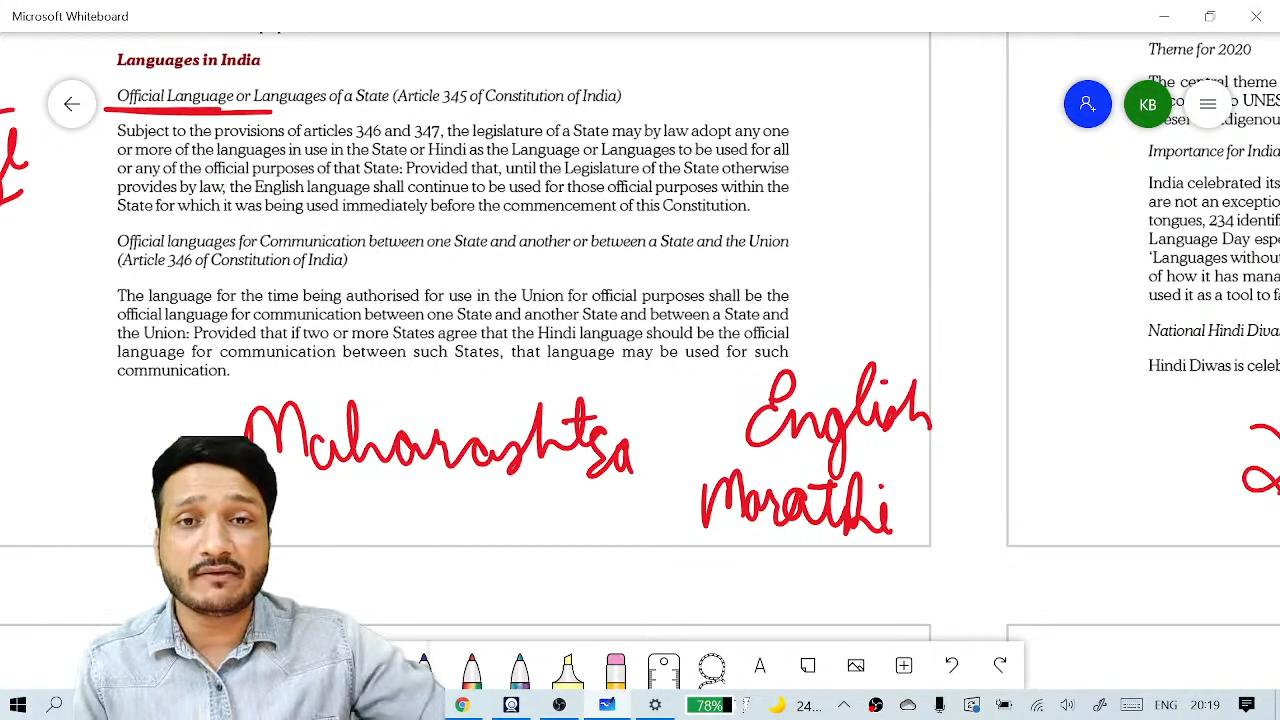 Microsoft Whiteboard
Languages in India
Official Language or Languages of a State (Article 345 of Constitution of India)
Subject to the provisions of articles 346 and 347, the legislature of a State may by law adopt any one
or more of the languages in use in the State or Hindi as the Language or Languages to be used for all
or any of the official purposes of that State: Provided that, until the Legislature of the State otherwise
provides by law, the English language shall continue to be used for those official purposes within the
State for which it was being used immediately before the commencement of this Constitution.
Official languages for Communication between one State and another or between a State and the Union
(Article 346 of Constitution of India)
The language for the time being authorised for use in the Union for official purposes shall be the
official language for communication between one State and another State and between a State and
the Union: Provided that if two or more States agree that the Hindi language should be the official
language for communication between such States, that language may be used for such
communication.
Maharashtra
English
Marathi
KB
Theme for 2020
The central theme
UNES
Importance for India
India celebrated its
are not an exception
tongues, 234 identif
Language Day espe
'Languages without
of how it has mana
used it as a tool to fa
National Hindi Diva
Hindi Diwas is celeb
A
78%
24...
ENG
20:19